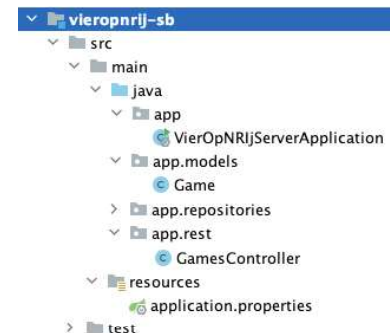 vieropnrij-sb
src
main
java
app
VierOpNRIjServerApplication
app.models
Game
app.repositories
app.rest
GamesController
resources
application.properties
test